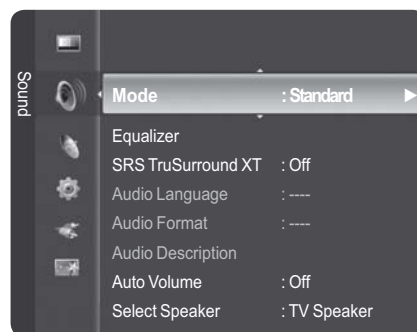 Sound
Mode : Standard
Equalizer
SRS TruSurround XT : Off
Audio Language : ----
Audio Format : ----
Audio Description
Auto Volume : Off
Select Speaker : TV Speaker